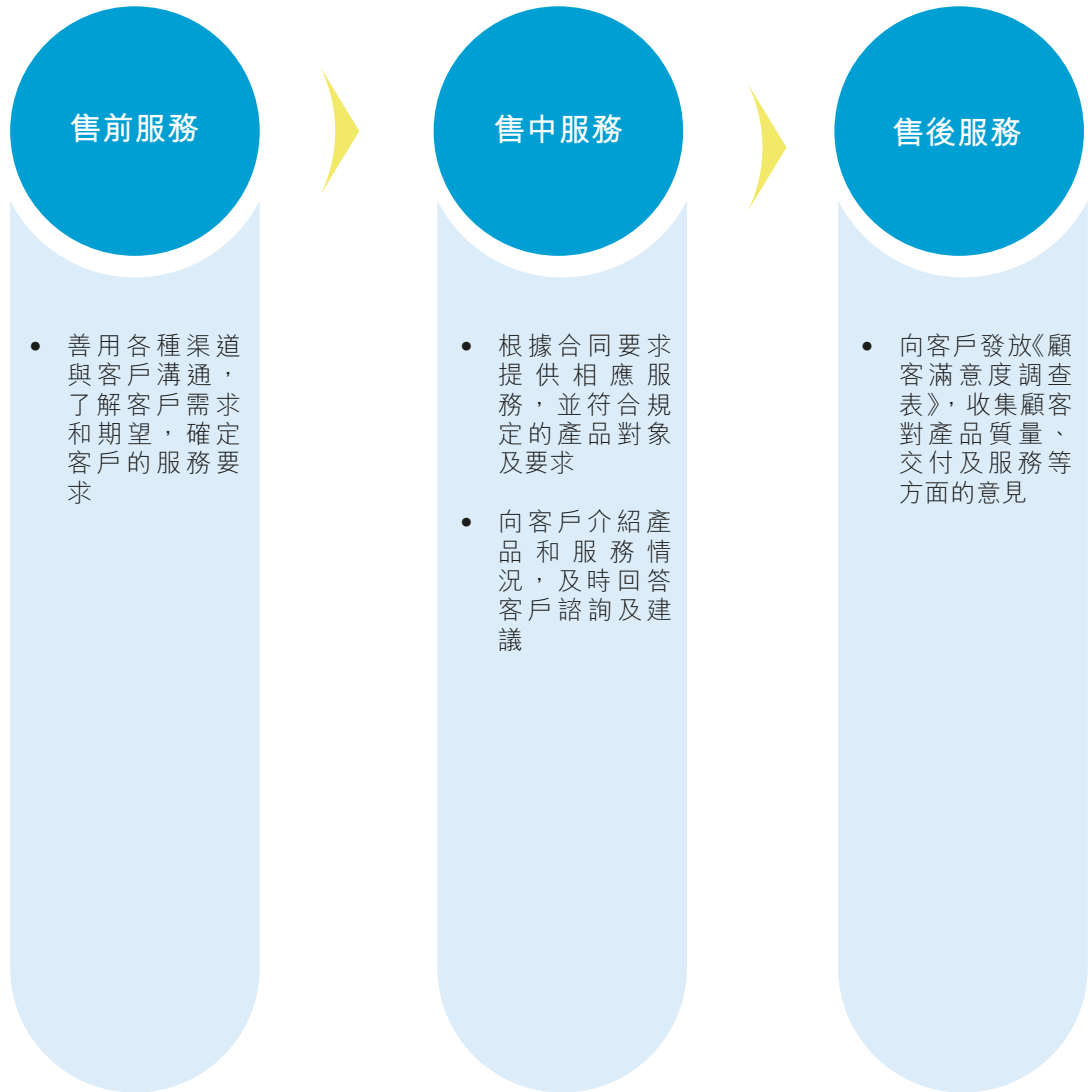 售前服務
• 善用各種渠道
與客戶溝通，
了解客戶需求
和期望，確定
客戶的服務要
求
售中服務
• 根據合同要求
提供相應服
務，並符合規
定的產品對象
及要求
• 向客戶介紹產
品和服務情
況，及時回答
客戶諮詢及建
議
售後服務
• 向客戶發放《顧
客滿意度調查
表》，收集顧客
對產品質量、
交付及服務等
方面的意見